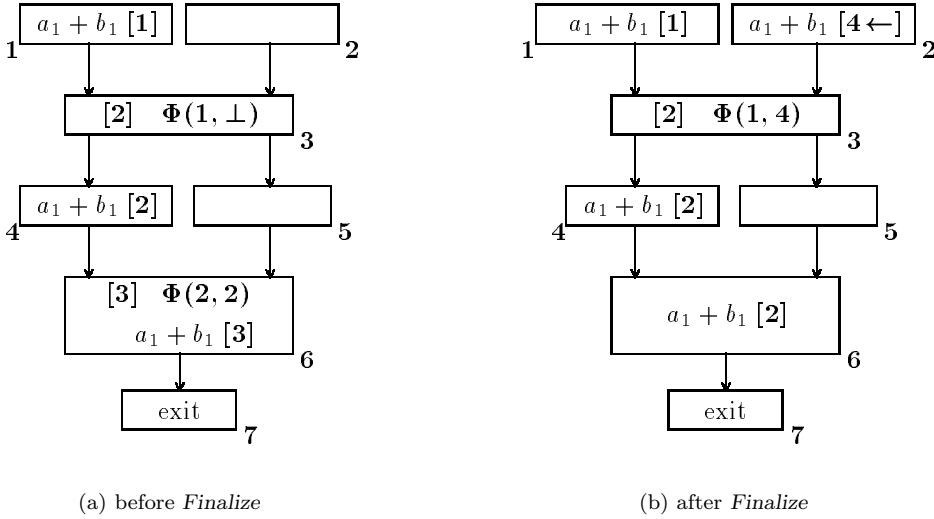 a₁ + b₁ [1]
1
2
[2] Φ(1, ⊥)
3
a₁ + b₁ [2]
4
5
[3] Φ(2, 2)
a₁ + b₁ [3]
6
exit
7
(a) before Finalize
a₁ + b₁ [1]
1
a₁ + b₁ [4←]
2
[2] Φ(1, 4)
3
a₁ + b₁ [2]
4
5
a₁ + b₁ [2]
6
exit
7
(b) after Finalize